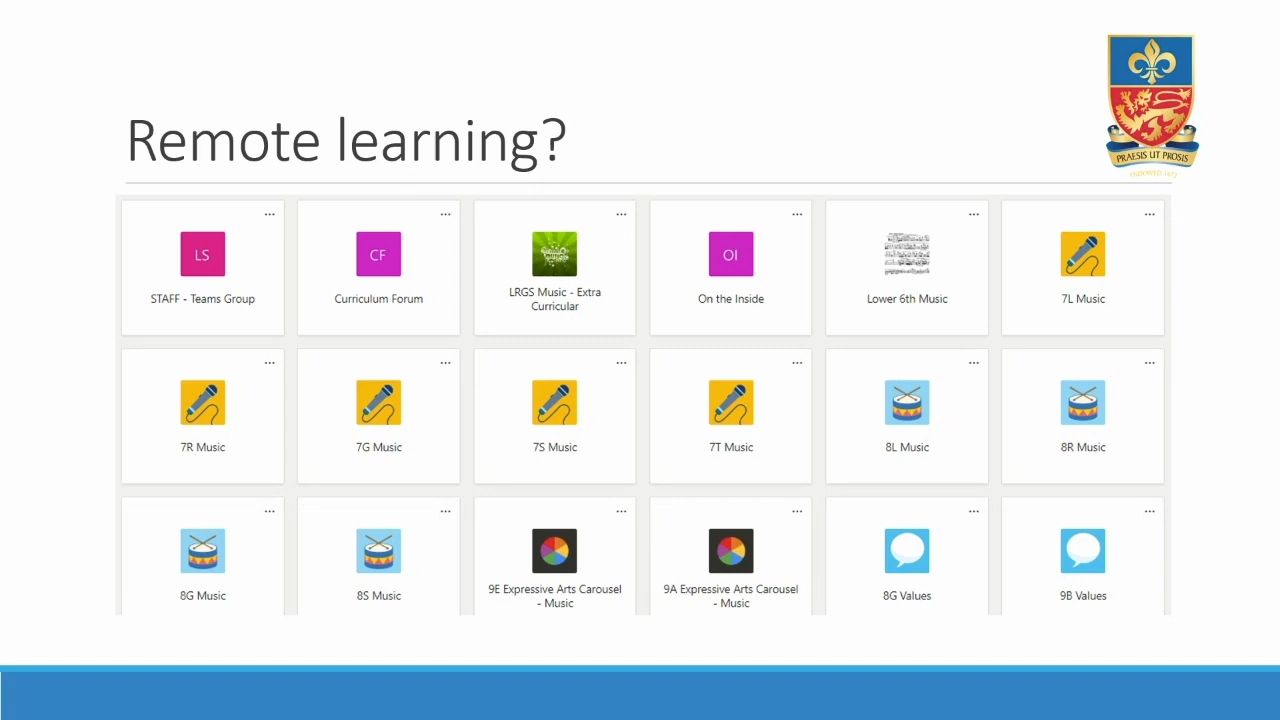 Remote learning?
PRAESIS UT PROSIS
LS
STAFF - Teams Group
CF
Curriculum Forum
LRGS Music - Extra
Curricular
OI
On the Inside
Lower 6th Music
7L Music
7R Music
7G Music
7S Music
7T Music
8L Music
8R Music
8G Music
8S Music
9E Expressive Arts Carousel
- Music
9A Expressive Arts Carousel
- Music
8G Values
9B Values